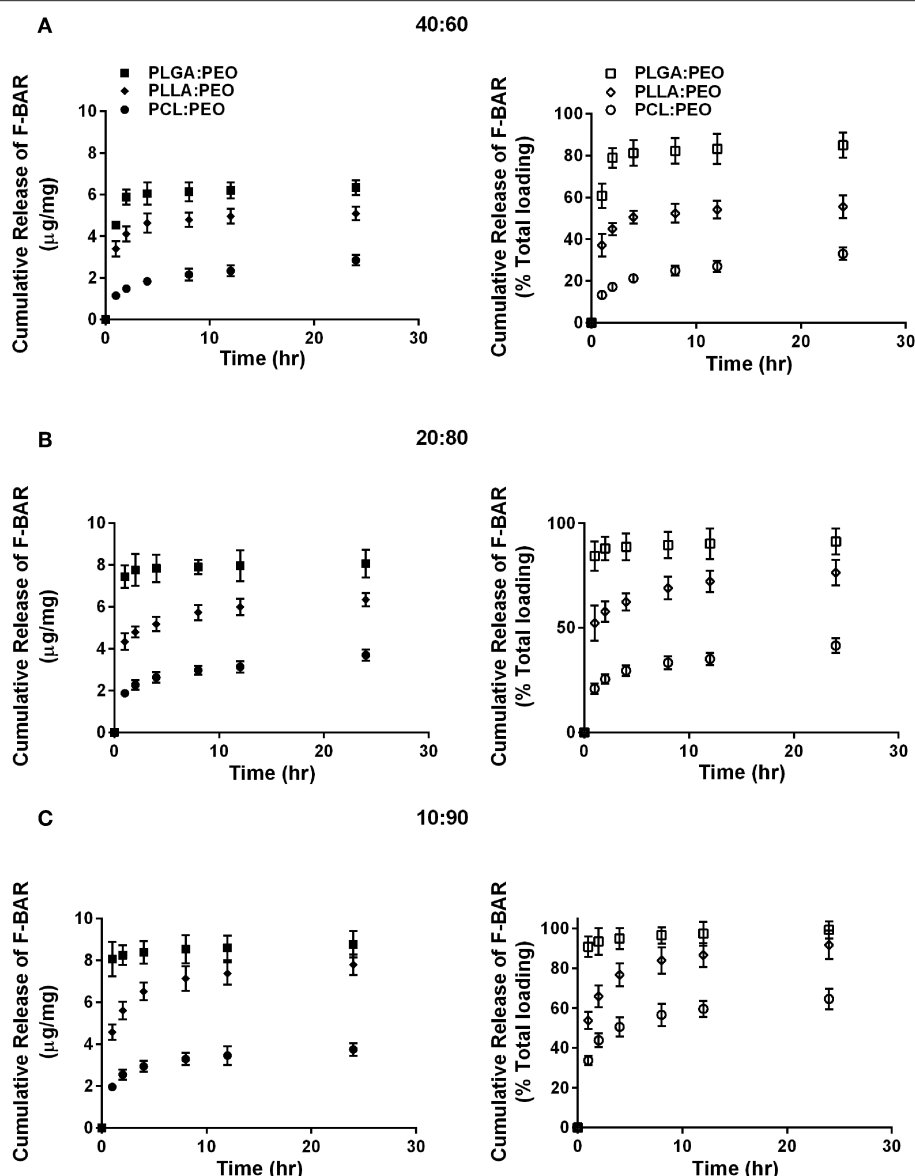 A
40:60
PLGA:PEO
PLLA:PEO
PCL:PEO
Cumulative Release of F-BAR
(µg/mg)
10
8
6
4
2
0
0
10
20
30
Time (hr)
PLGA:PEO
PLLA:PEO
PCL:PEO
Cumulative Release of F-BAR
(% Total loading)
100
80
60
40
20
0
0
10
20
30
Time (hr)
B
20:80
Cumulative Release of F-BAR
(µg/mg)
10
8
6
4
2
0
0
10
20
30
Time (hr)
Cumulative Release of F-BAR
(% Total loading)
100
50
0
0
10
20
30
Time (hr)
C
10:90
Cumulative Release of F-BAR
(µg/mg)
10
8
6
4
2
0
0
10
20
30
Time (hr)
Cumulative Release of F-BAR
(% Total loading)
100
80
60
40
20
0
0
10
20
30
Time (hr)